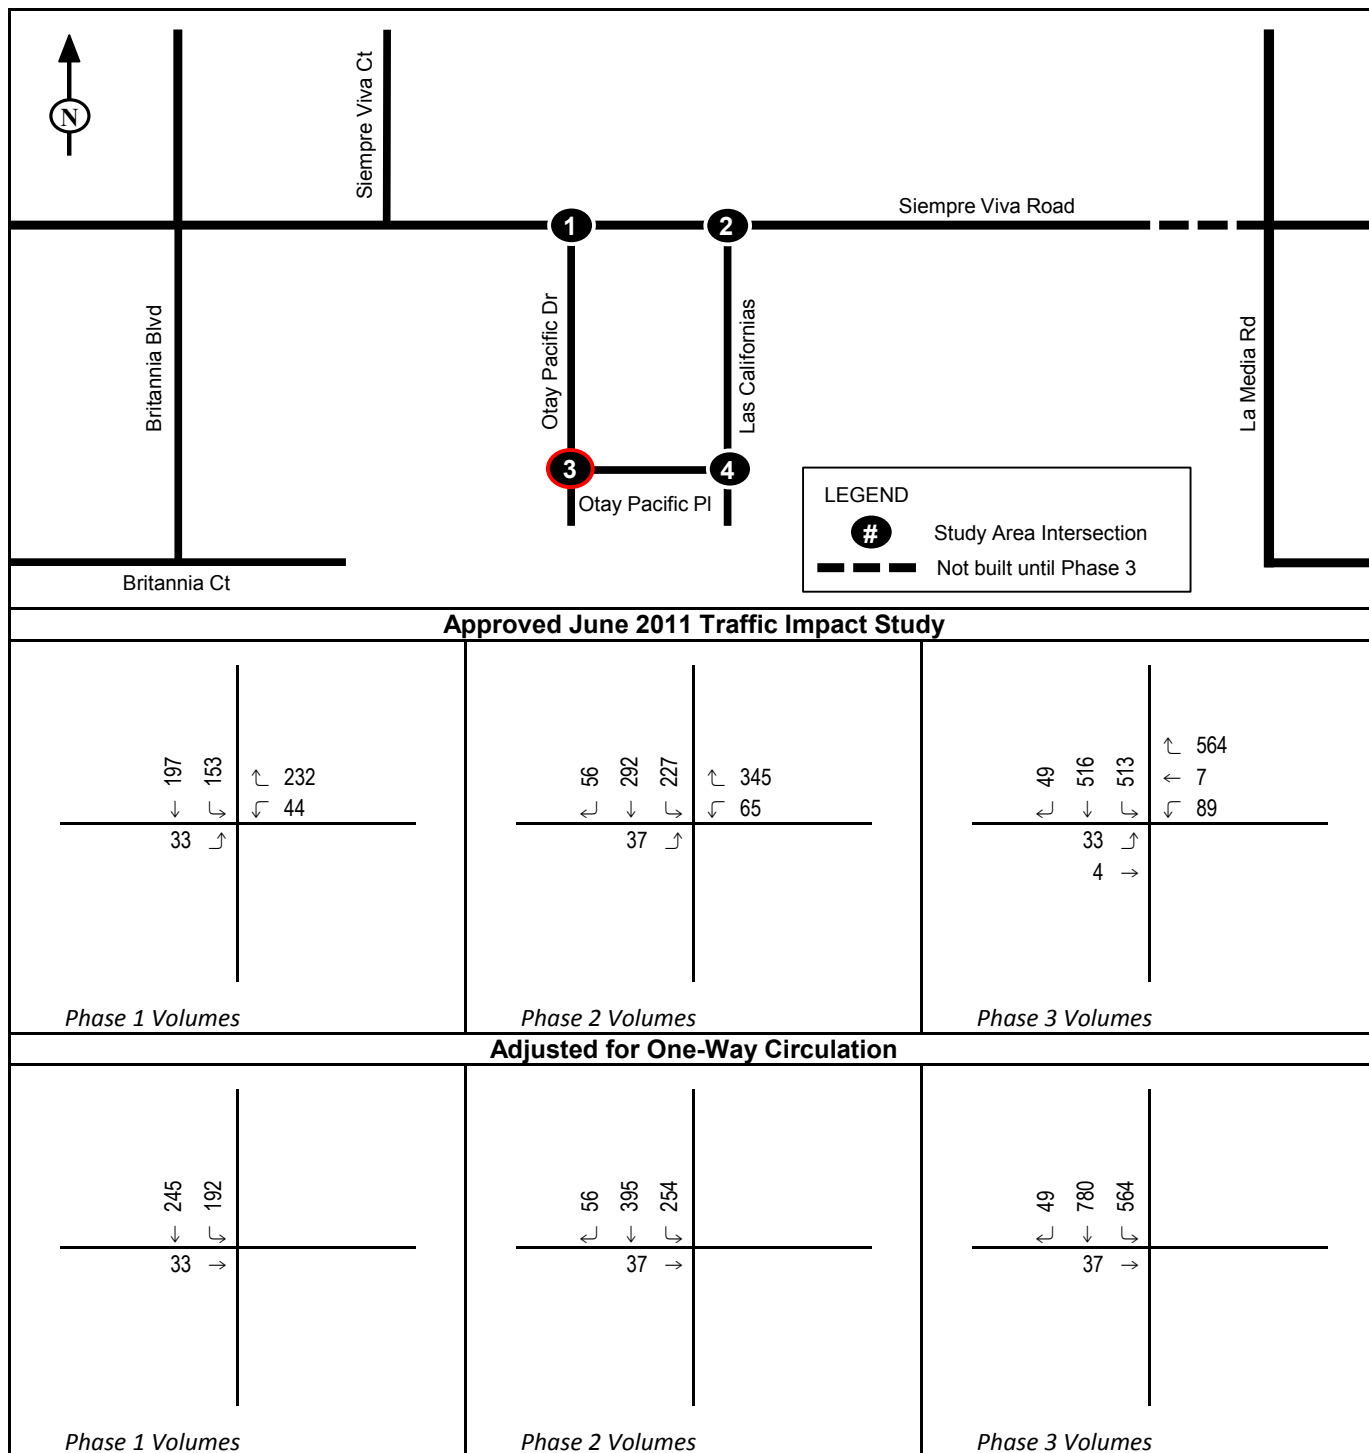 N
Siempre Viva Ct
Siempre Viva Road
1
2
Britannia Blvd
Otay Pacific Dr
Las Californias
La Media Rd
3
4
Otay Pacific Pl
Britannia Ct
LEGEND
# Study Area Intersection
Not built until Phase 3
Approved June 2011 Traffic Impact Study
197 153
232
44
33
Phase 1 Volumes
56 292 227
345
65
37
Phase 2 Volumes
49 516 513
564
7
89
33
4
Phase 3 Volumes
Adjusted for One-Way Circulation
245 192
33
Phase 1 Volumes
56 395 254
37
Phase 2 Volumes
49 780 564
37
Phase 3 Volumes